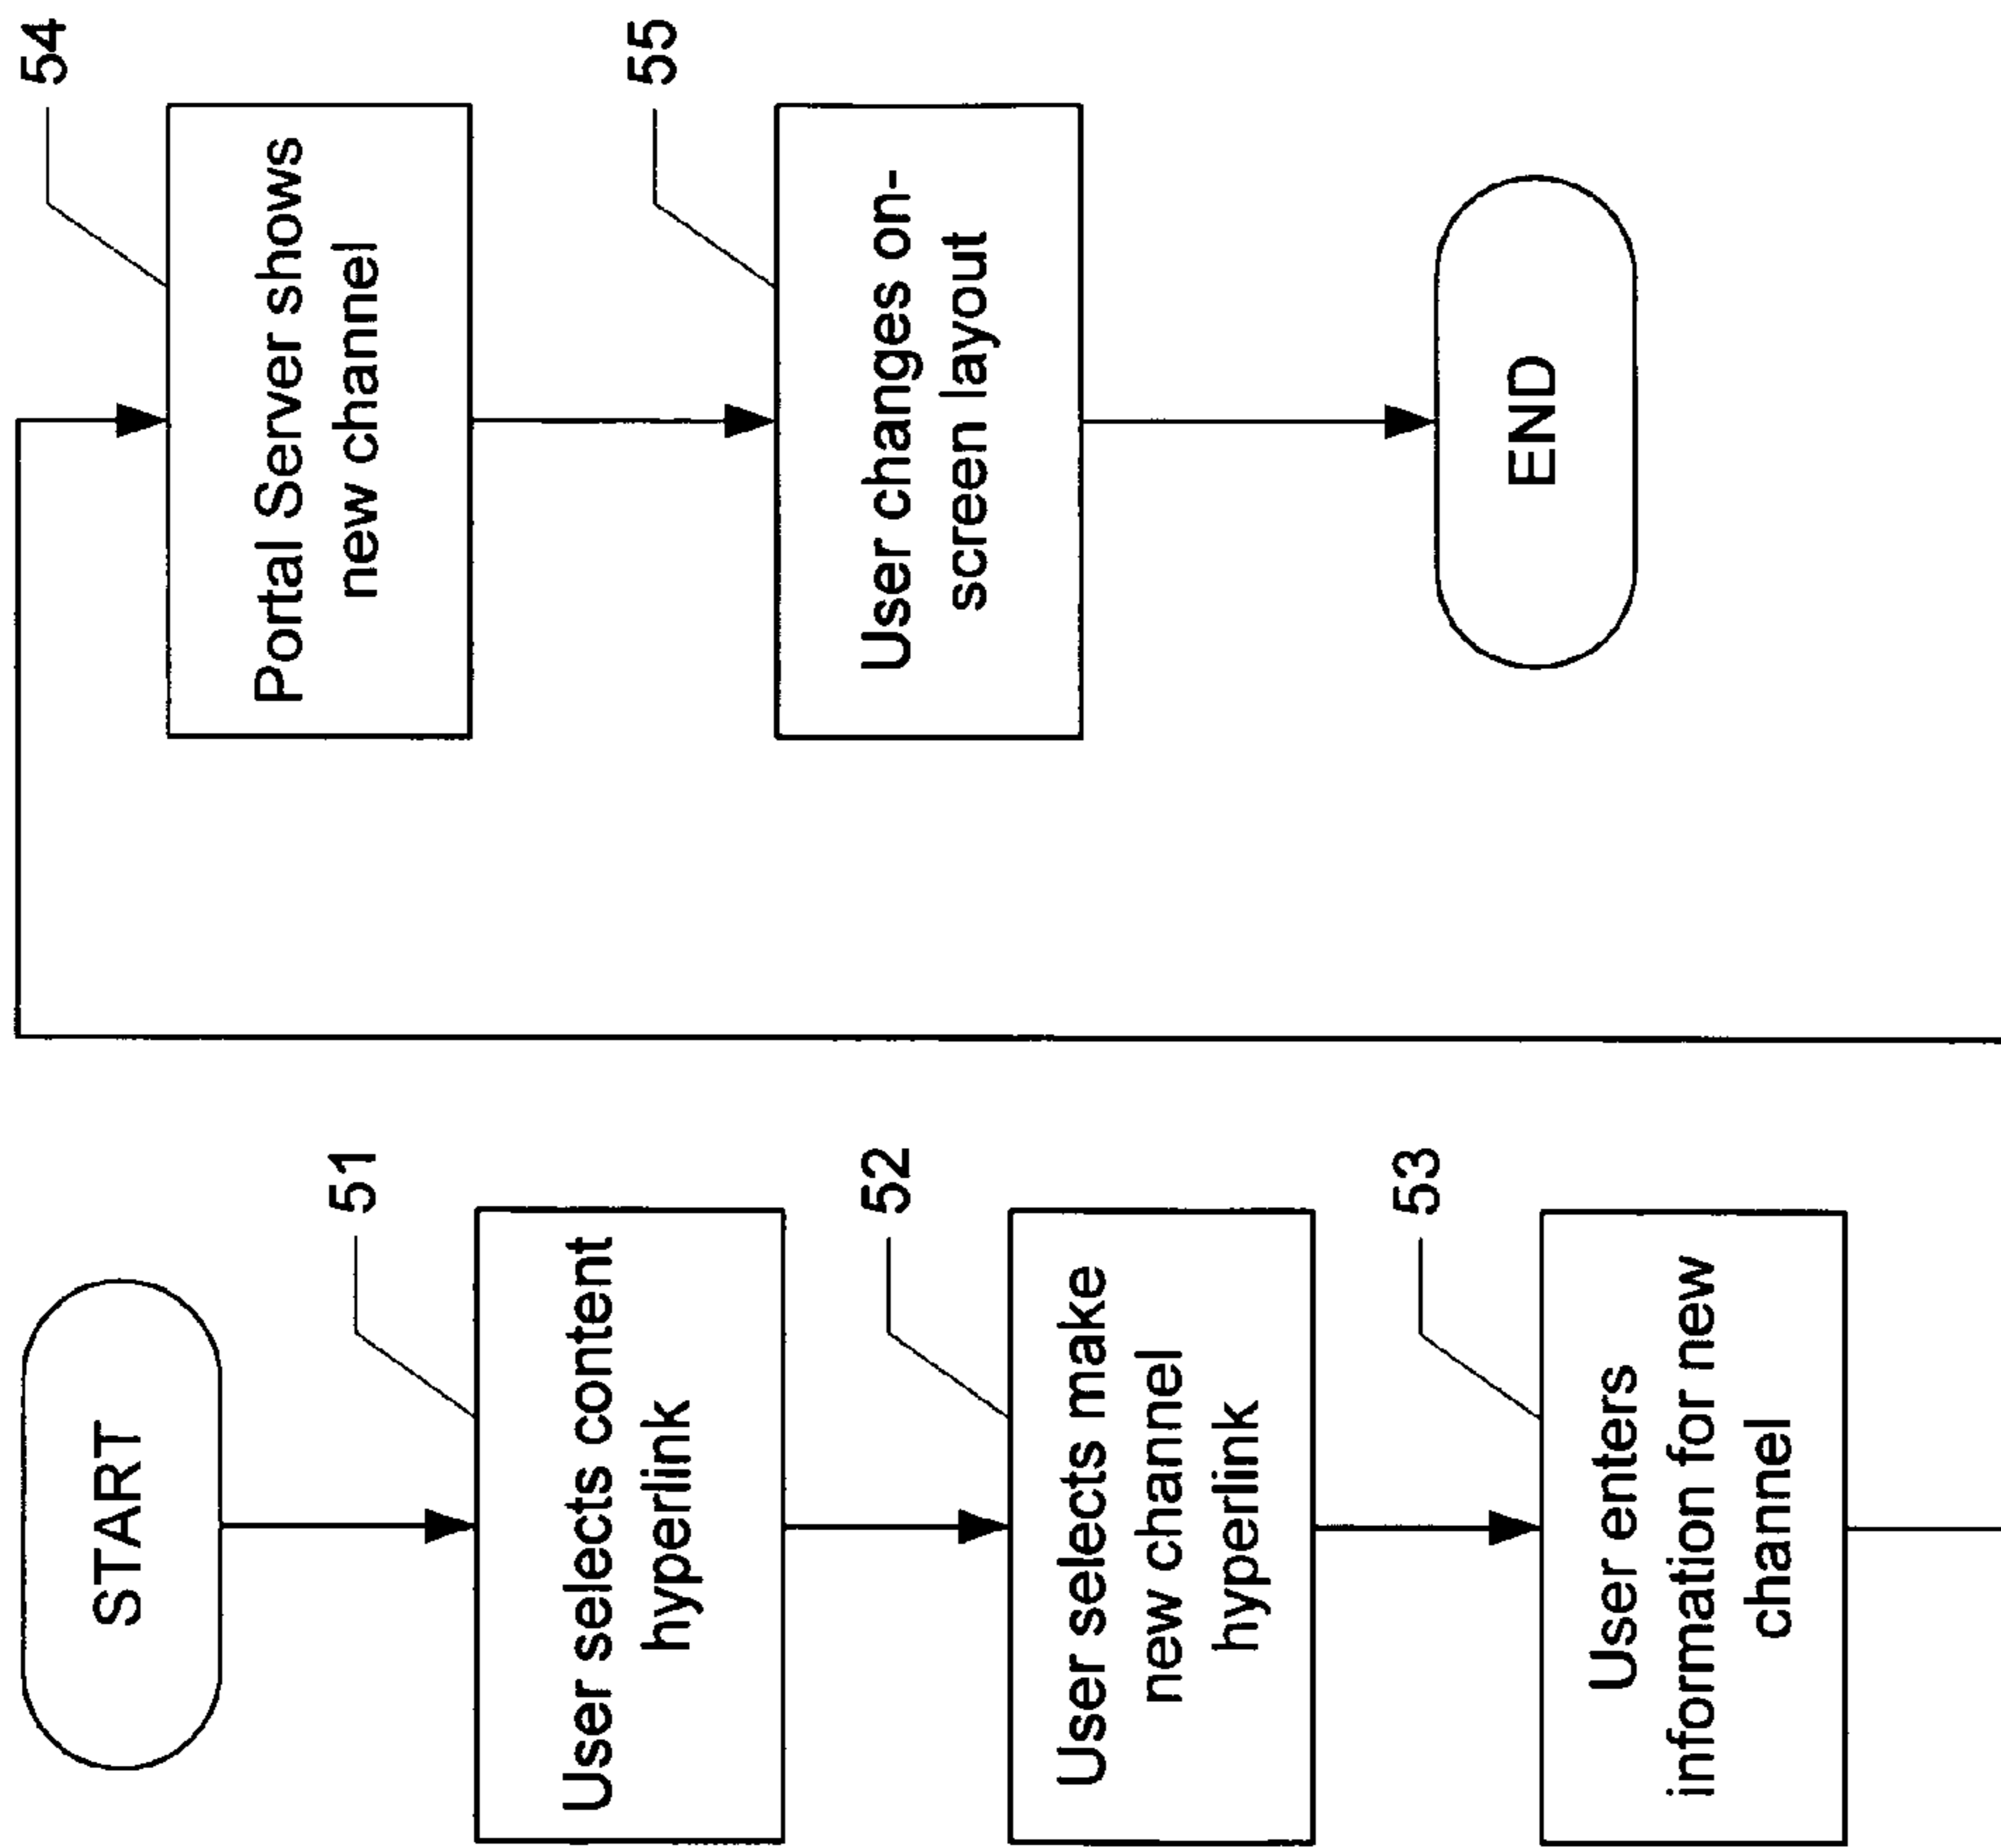 START
51
User selects content
hyperlink
52
User selects make
new channel
hyperlink
53
User enters
information for new
channel
54
Portal Server shows
new channel
55
User changes on-
screen layout
END